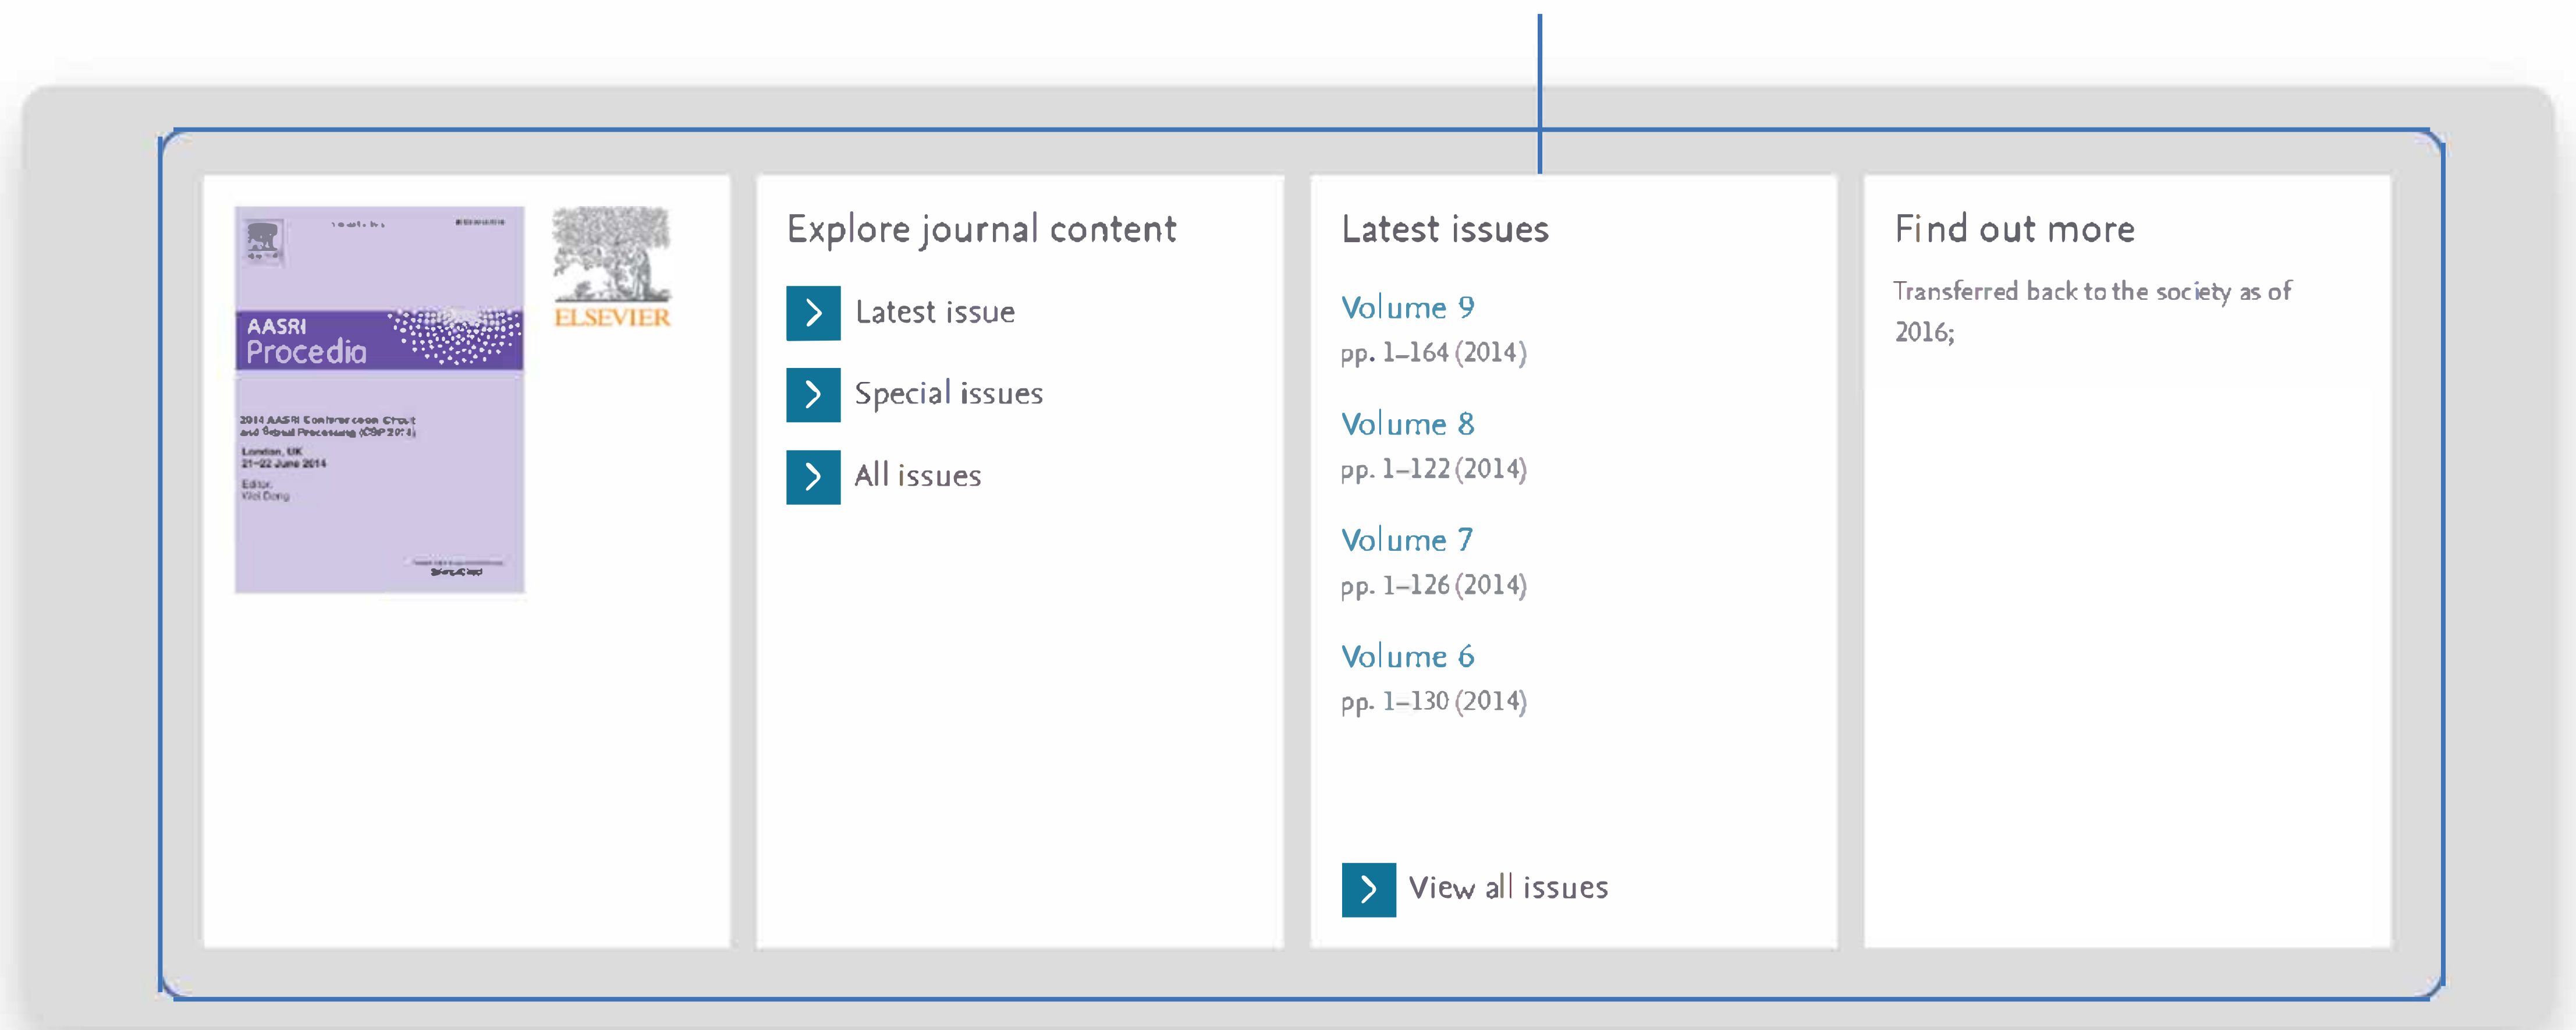 AASRI
Procedia
2014 AASRI Conference on Circuit
and Signal Processing (CSP 2014)
London, UK
21–22 June 2014
Editor:
Wei Deng
ELSEVIER
Explore journal content
Latest issue
Special issues
All issues
Latest issues
Volume 9
pp. 1–164 (2014)
Volume 8
pp. 1–122 (2014)
Volume 7
pp. 1–126 (2014)
Volume 6
pp. 1–130 (2014)
View all issues
Find out more
Transferred back to the society as of
2016;